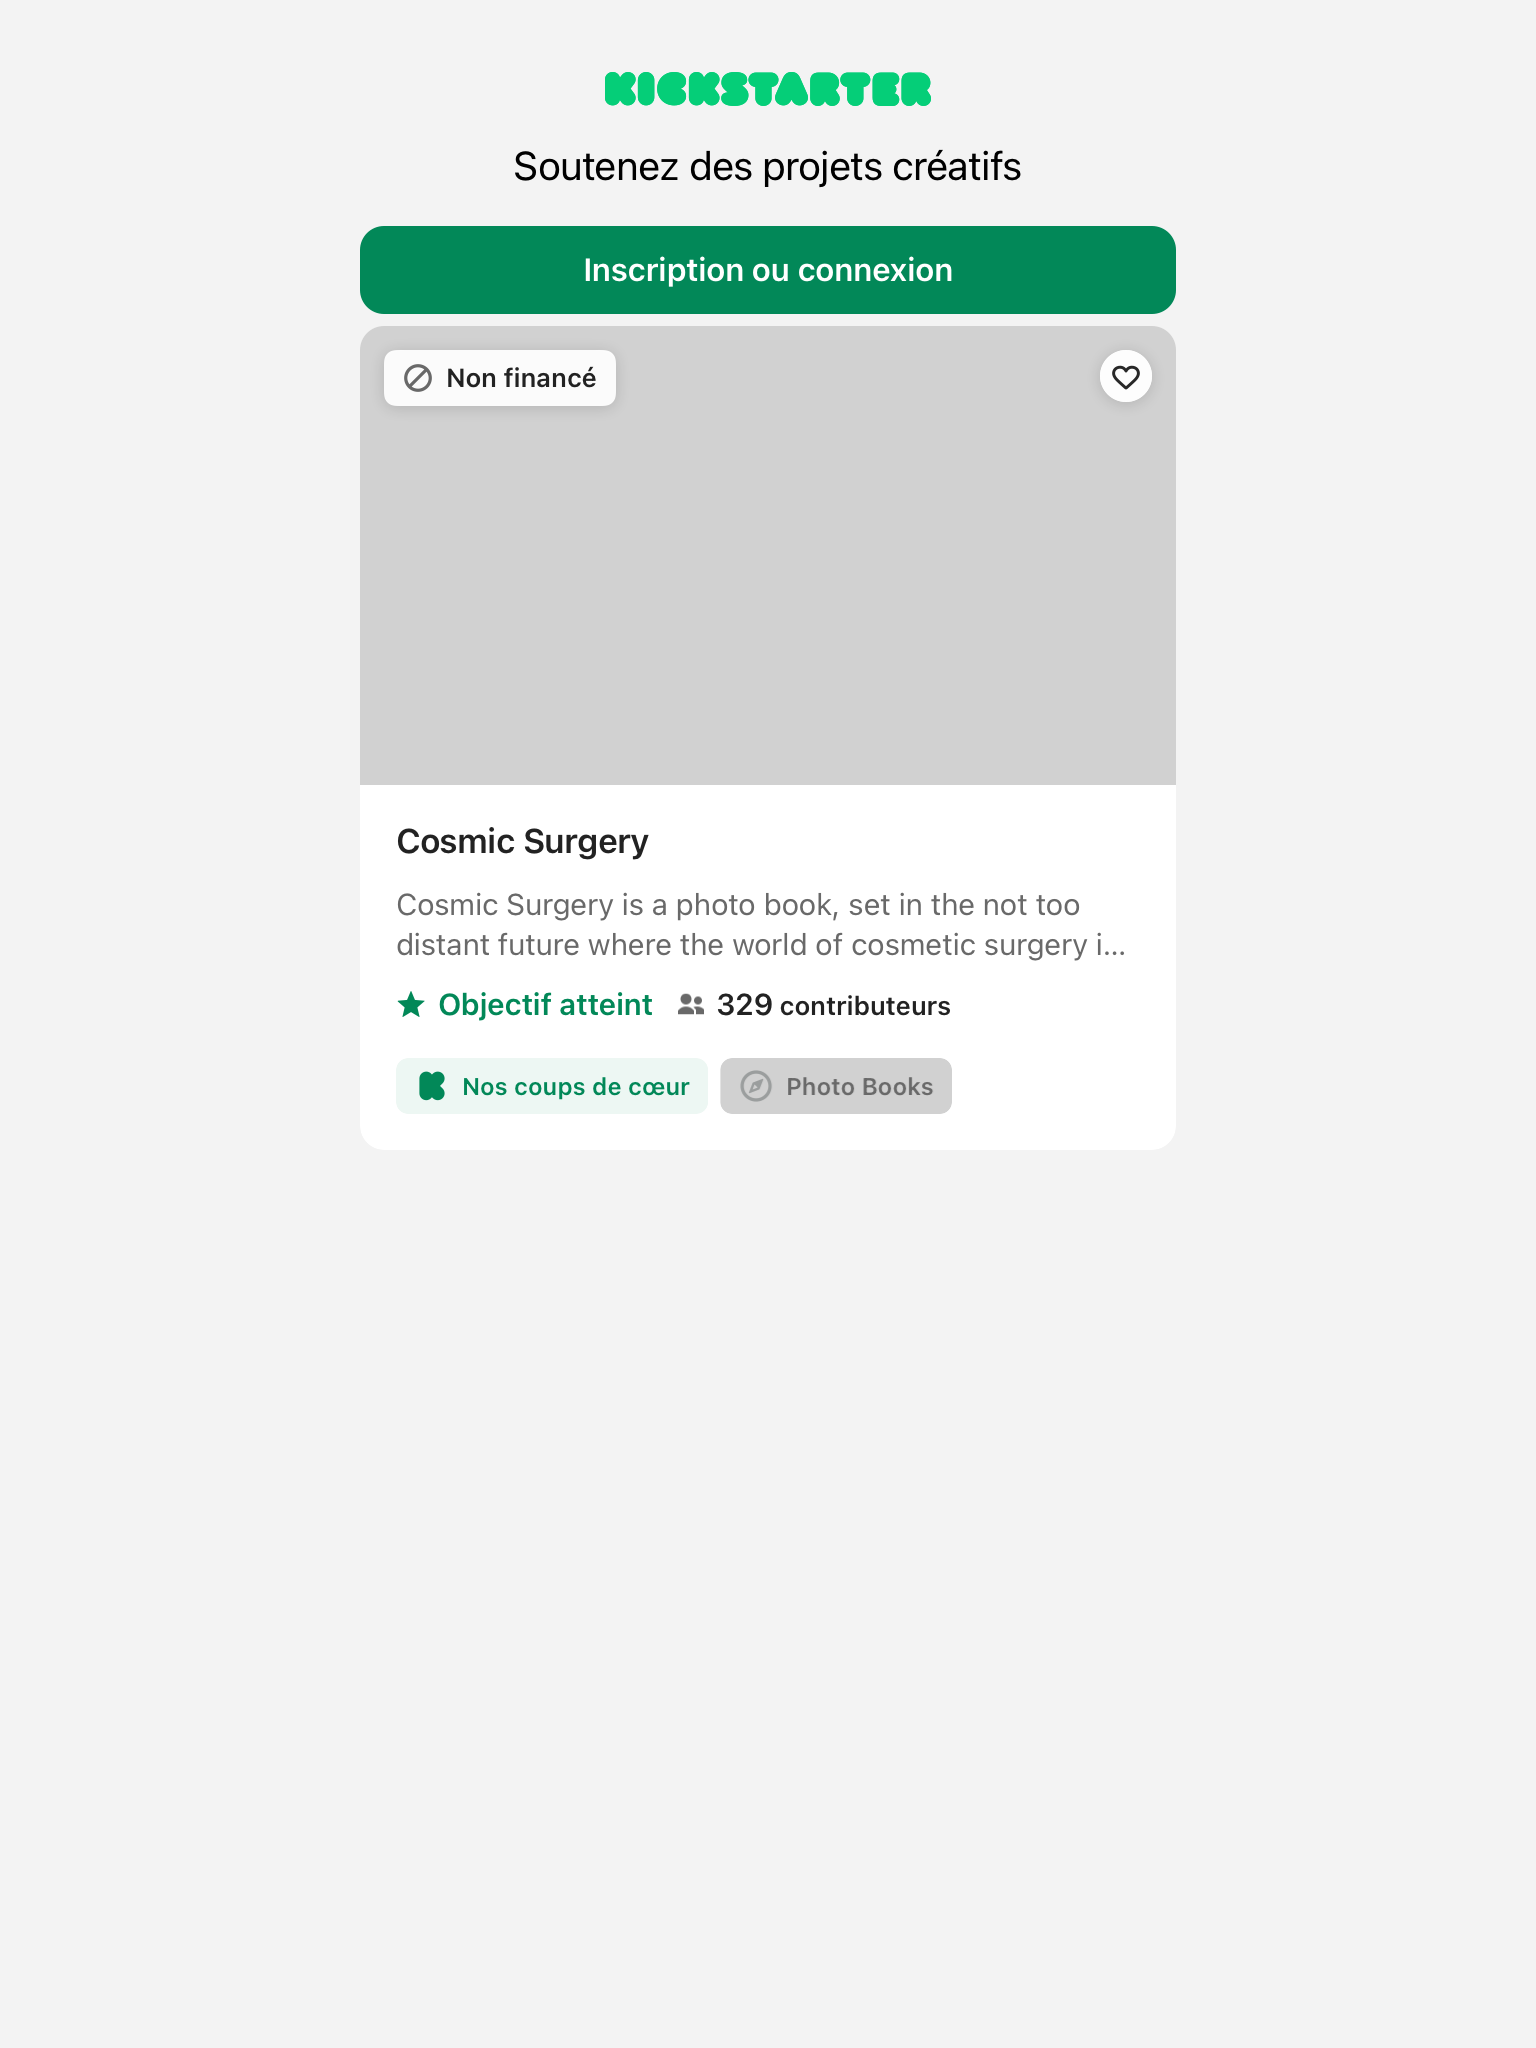 KICKSTARTER
Soutenez des projets créatifs
Inscription ou connexion
Non financé
Cosmic Surgery
Cosmic Surgery is a photo book, set in the not too
distant future where the world of cosmetic surgery i...
Objectif atteint 329 contributeurs
Nos coups de cœur Photo Books